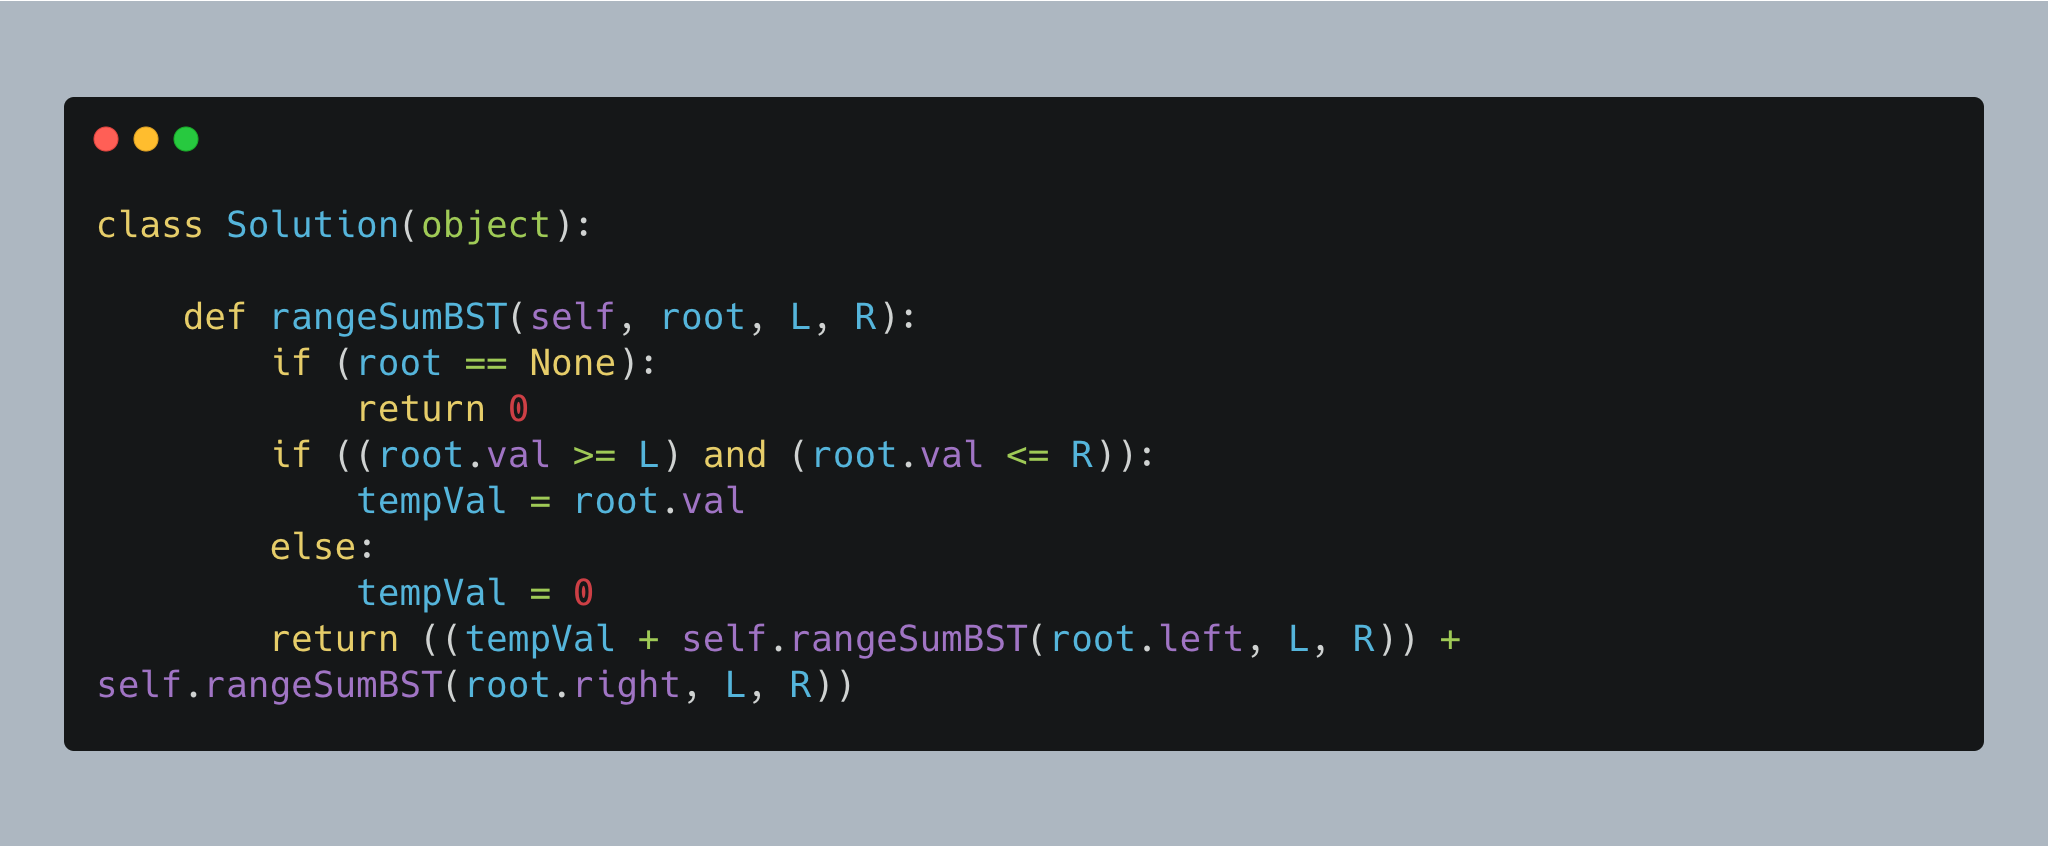 class Solution(object):

    def rangeSumBST(self, root, L, R):
        if (root == None):
            return 0
        if ((root.val >= L) and (root.val <= R)):
            tempVal = root.val
        else:
            tempVal = 0
        return ((tempVal + self.rangeSumBST(root.left, L, R)) +
self.rangeSumBST(root.right, L, R))